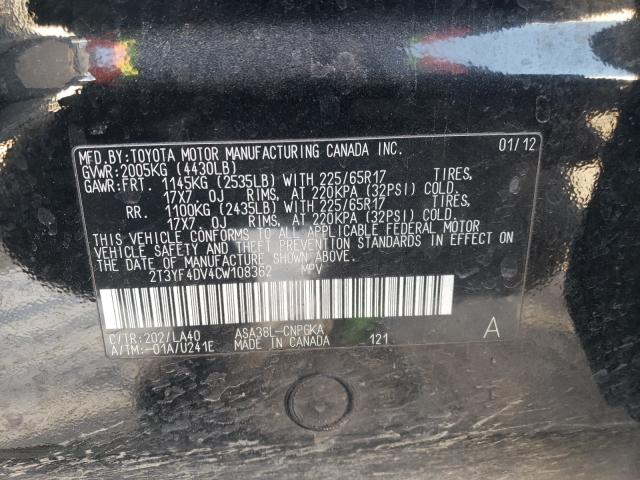 MFD.BY:TOYOTA MOTOR MANUFACTURING CANADA INC. 01/12
GVWR:2005KG (4430LB)
GAWR:FRT. 1145KG (2535LB) WITH 225/65R17 TIRES,
17X7 OJ RIMS, AT 220KPA (32PSI) COLD.
RR. 1100KG (2435LB) WITH 225/65R17 TIRES,
17X7 OJ RIMS, AT 220KPA (32PSI) COLD.
THIS VEHICLE CONFORMS TO ALL APPLICABLE FEDERAL MOTOR
VEHICLE SAFETY AND THEFT PREVENTION STANDARDS IN EFFECT ON
THE DATE OF MANUFACTURE SHOWN ABOVE.
2T3YF4DV4CW108362 MPV
C/TR:202/LA40 ASA38L-CNPGKA A
A/TM:-01A/U241E MADE IN CANADA 121